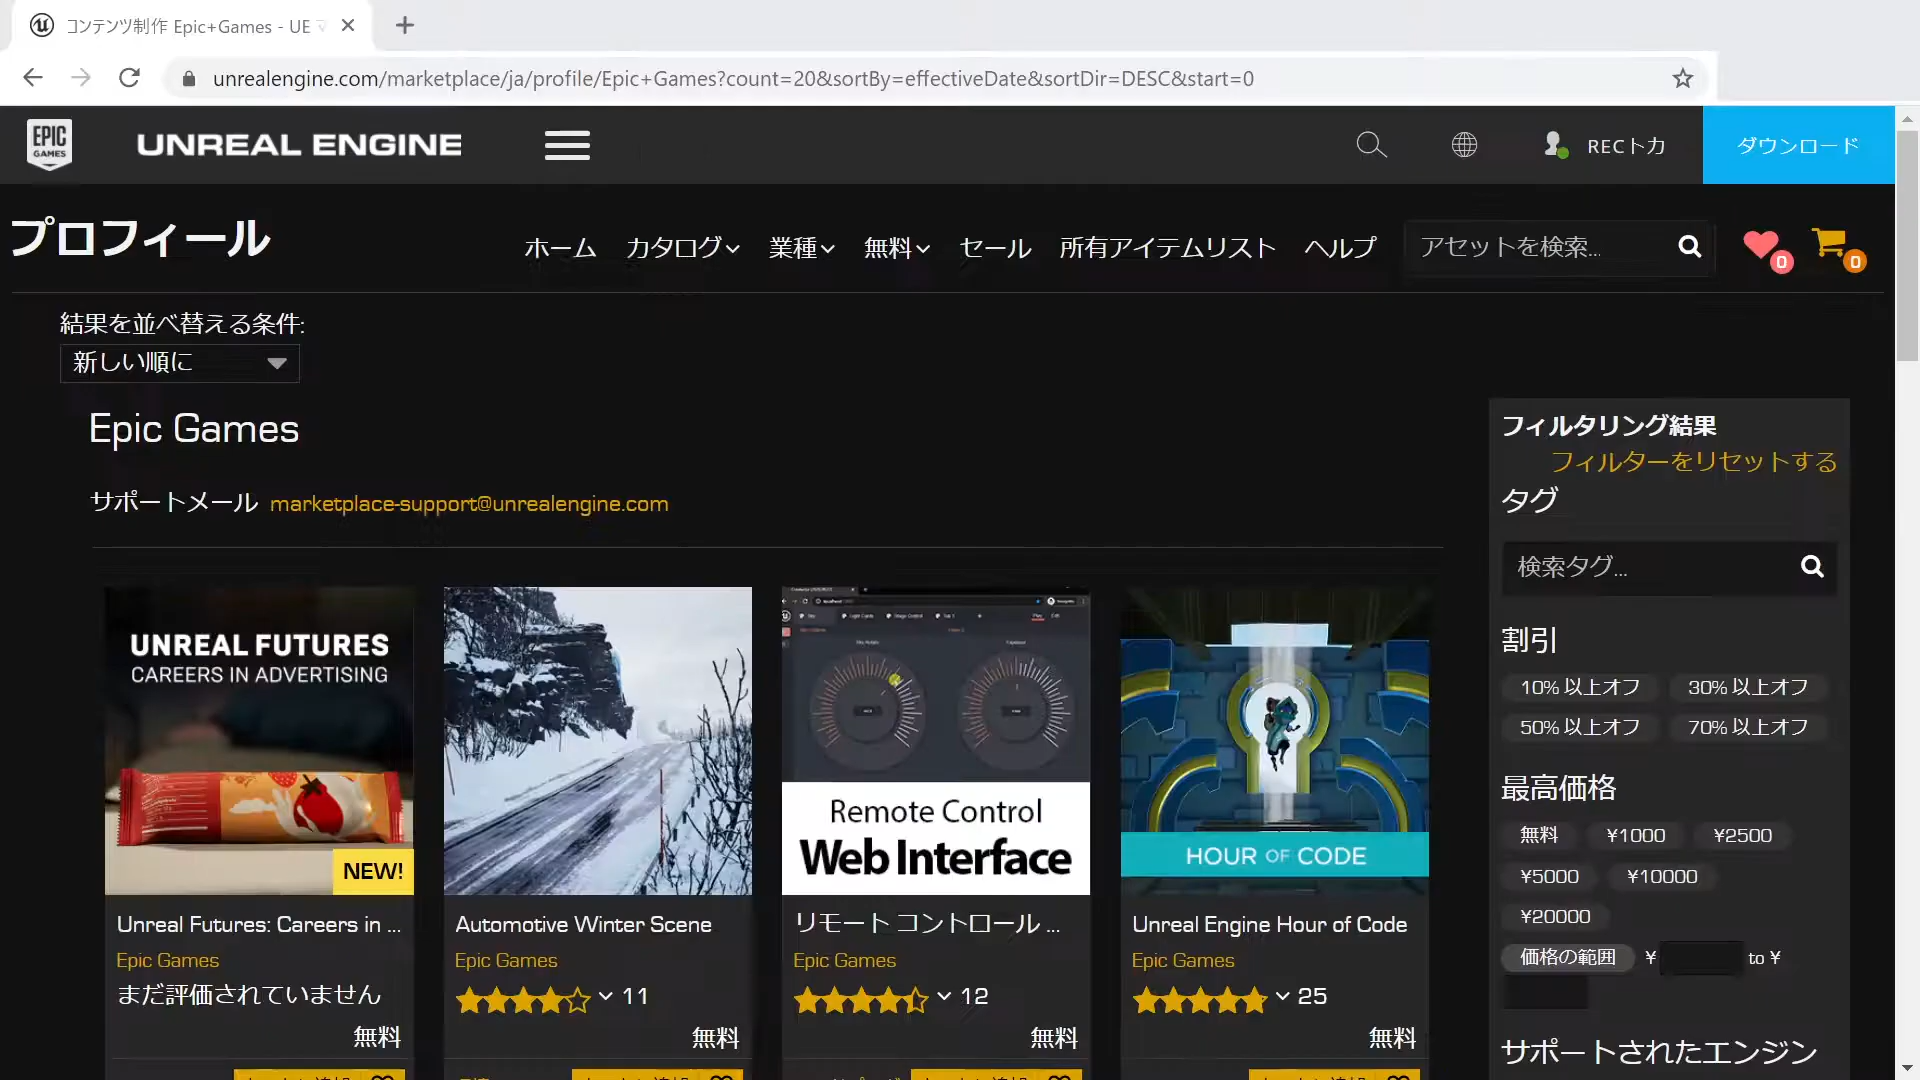 コンテンツ制作 Epic+Games - UE
unrealengine.com/marketplace/ja/profile/Epic+Games?count=20&sortBy=effectiveDate&sortDir=DESC&start=0
EPIC GAMES
UNREAL ENGINE
RECトカ
ダウンロード
プロフィール
ホーム カタログ 業種 無料 セール 所有アイテムリスト ヘルプ
アセットを検索...
0
0
結果を並べ替える条件:
新しい順に
Epic Games
サポートメール marketplace-support@unrealengine.com
UNREAL FUTURES
CAREERS IN ADVERTISING
NEW!
Unreal Futures: Careers in ...
Epic Games
まだ評価されていません
無料
Automotive Winter Scene
Epic Games
11
無料
Remote Control
Web Interface
リモート コントロール ...
Epic Games
12
無料
HOUR OF CODE
Unreal Engine Hour of Code
Epic Games
25
無料
フィルタリング結果
フィルターをリセットする
タグ
検索タグ...
割引
10% 以上オフ 30% 以上オフ
50% 以上オフ 70% 以上オフ
最高価格
無料 ¥1000 ¥2500
¥5000 ¥10000
¥20000
価格の範囲 ¥ to ¥
サポートされたエンジン